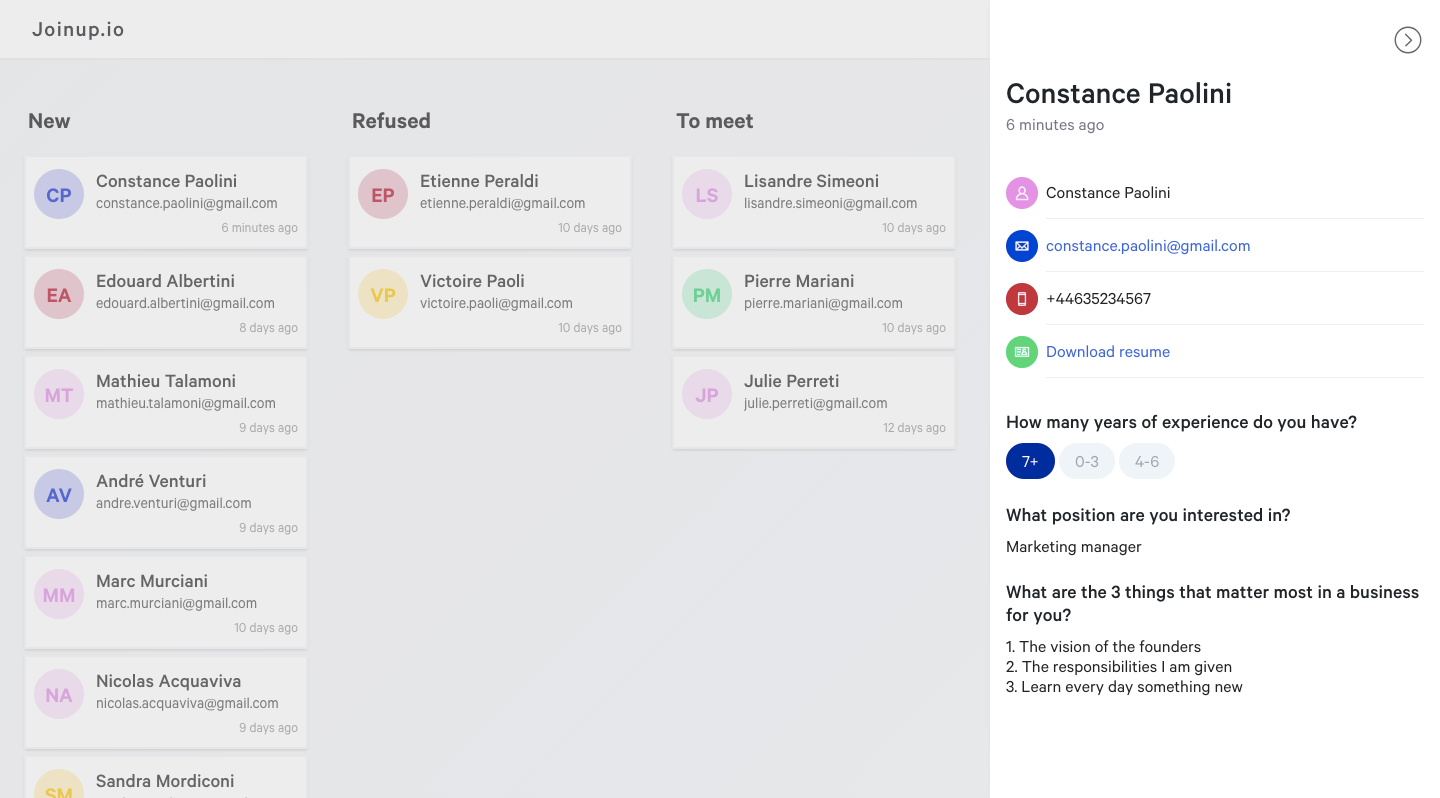 Joinup.io
New
CP
Constance Paolini
constance.paolini@gmail.com
6 minutes ago
EA
Edouard Albertini
edouard.albertini@gmail.com
8 days ago
MT
Mathieu Talamoni
mathieu.talamoni@gmail.com
9 days ago
AV
André Venturi
andre.venturi@gmail.com
9 days ago
MM
Marc Murciani
marc.murciani@gmail.com
10 days ago
NA
Nicolas Acquaviva
nicolas.acquaviva@gmail.com
9 days ago
SM
Sandra Mordiconi
Refused
EP
Etienne Peraldi
etienne.peraldi@gmail.com
10 days ago
VP
Victoire Paoli
victoire.paoli@gmail.com
10 days ago
To meet
LS
Lisandre Simeoni
lisandre.simeoni@gmail.com
10 days ago
PM
Pierre Mariani
pierre.mariani@gmail.com
10 days ago
JP
Julie Perreti
julie.perreti@gmail.com
12 days ago
Constance Paolini
6 minutes ago
Constance Paolini
constance.paolini@gmail.com
+44635234567
Download resume
How many years of experience do you have?
7+ 0-3 4-6
What position are you interested in?
Marketing manager
What are the 3 things that matter most in a business
for you?
1. The vision of the founders
2. The responsibilities I am given
3. Learn every day something new